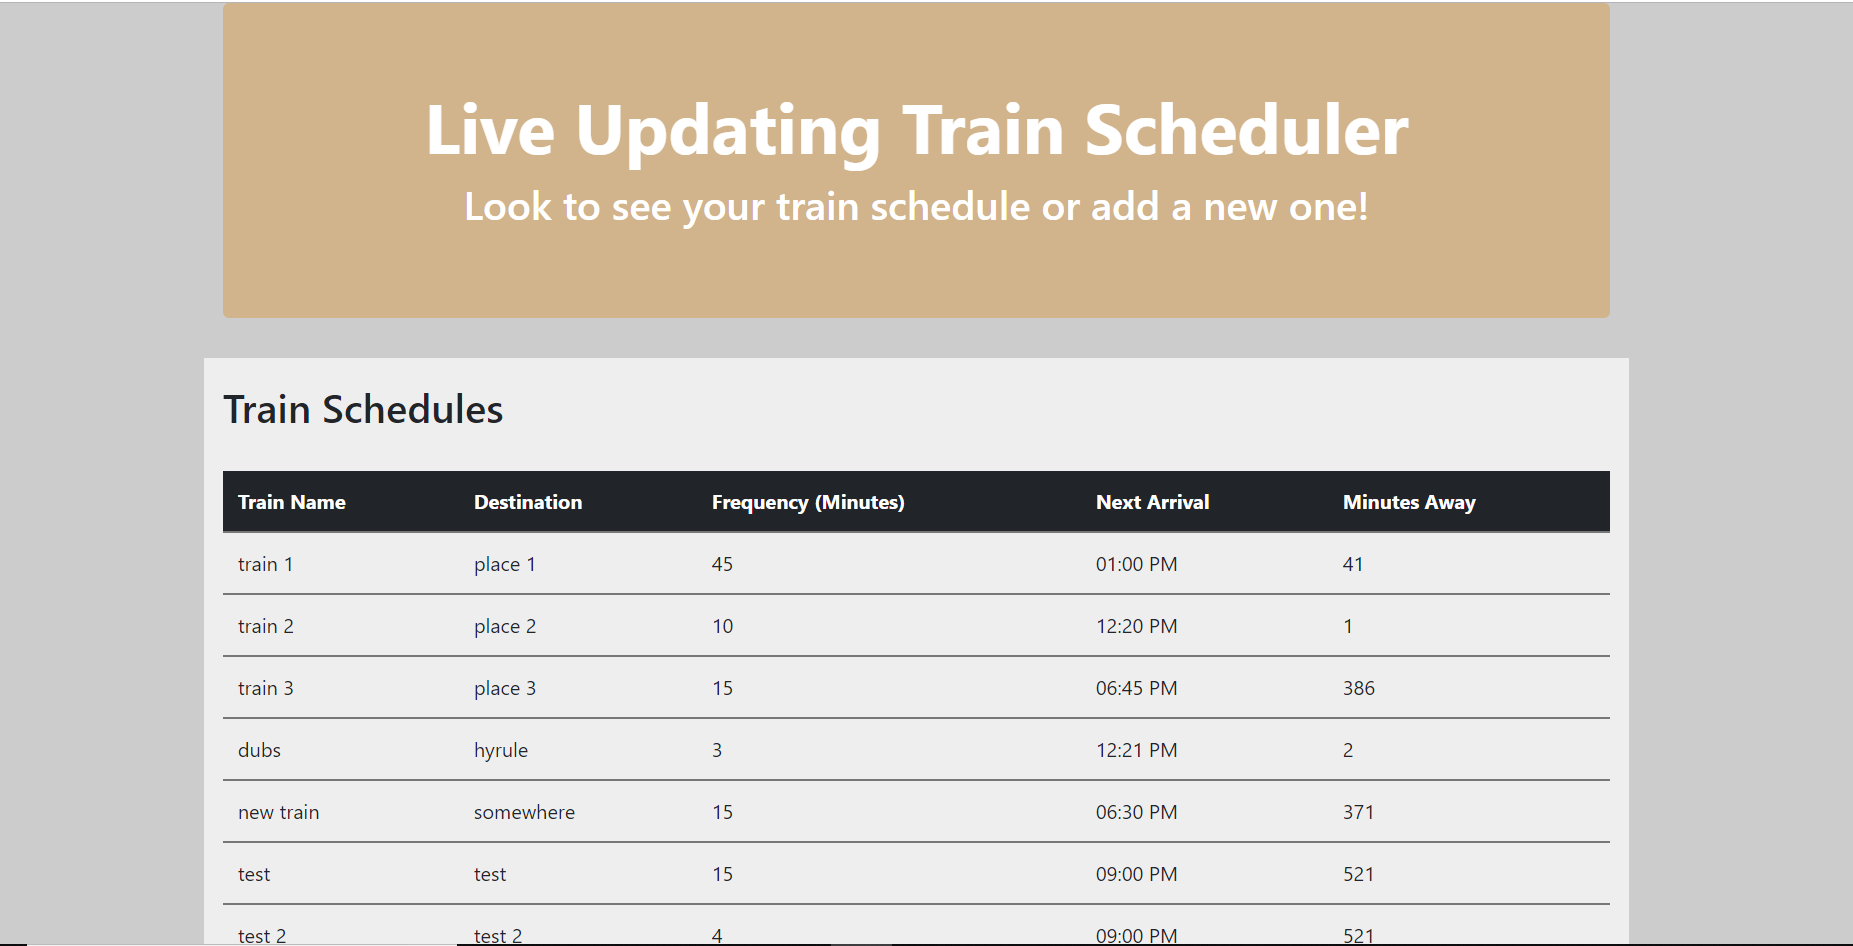 Live Updating Train Scheduler
Look to see your train schedule or add a new one!
Train Schedules
Train Name Destination Frequency (Minutes) Next Arrival Minutes Away
train 1 place 1 45 01:00 PM 41
train 2 place 2 10 12:20 PM 1
train 3 place 3 15 06:45 PM 386
dubs hyrule 3 12:21 PM 2
new train somewhere 15 06:30 PM 371
test test 15 09:00 PM 521
test 2 test 2 4 09:00 PM 521